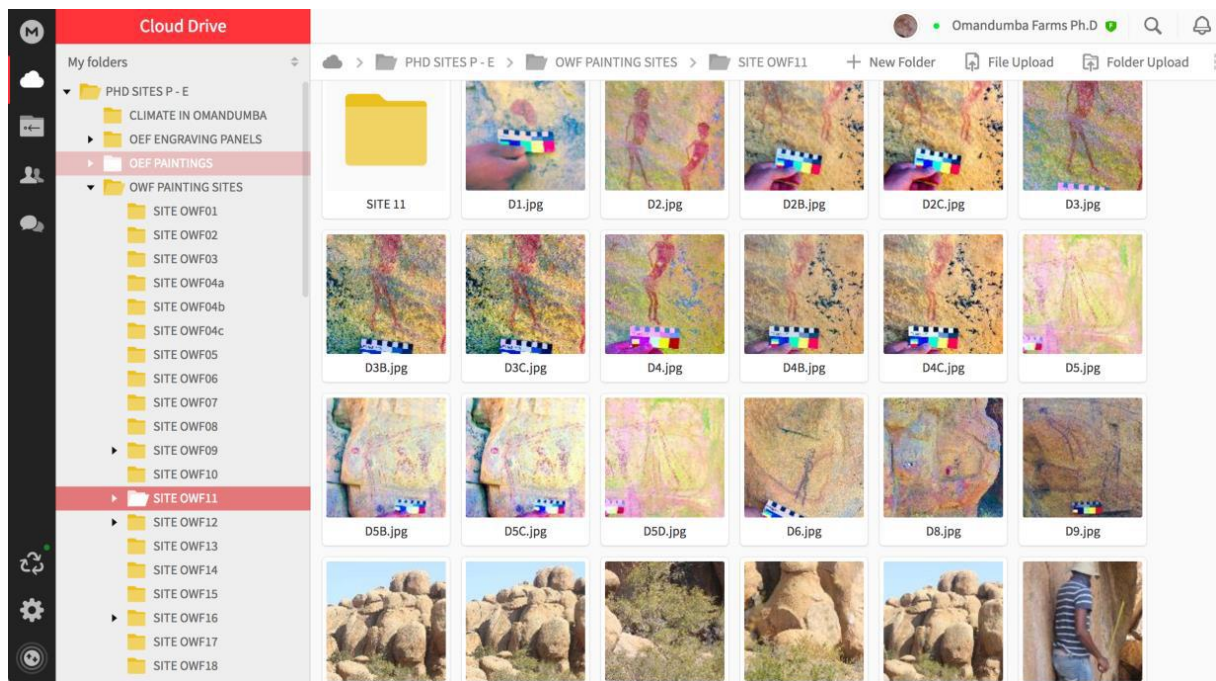 M
Cloud Drive
Omandumba Farms Ph.D
My folders
PHD SITES P - E > OWF PAINTING SITES > SITE OWF11
New Folder
File Upload
Folder Upload
PHD SITES P - E
CLIMATE IN OMANDUMBA
OEF ENGRAVING PANELS
OEF PAINTINGS
OWF PAINTING SITES
SITE OWF01
SITE OWF02
SITE OWF03
SITE OWF04a
SITE OWF04b
SITE OWF04c
SITE OWF05
SITE OWF06
SITE OWF07
SITE OWF08
SITE OWF09
SITE OWF10
SITE OWF11
SITE OWF12
SITE OWF13
SITE OWF14
SITE OWF15
SITE OWF16
SITE OWF17
SITE OWF18
SITE 11
D1.jpg
D2.jpg
D2B.jpg
D2C.jpg
D3.jpg
D3B.jpg
D3C.jpg
D4.jpg
D4B.jpg
D4C.jpg
D5.jpg
D5B.jpg
D5C.jpg
D5D.jpg
D6.jpg
D8.jpg
D9.jpg